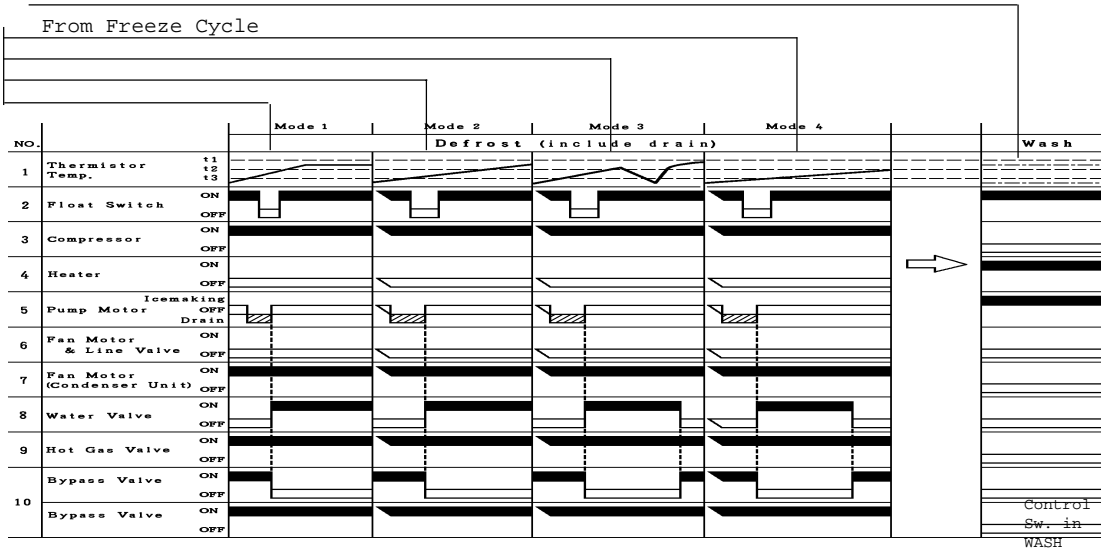 From Freeze Cycle
Mode 1 Mode 2 Mode 3 Mode 4
NO. Defrost (include drain) Wash
1 Thermistor Temp. t1 t2 t3
2 Float Switch ON OFF
3 Compressor ON OFF
4 Heater ON OFF
5 Pump Motor Icemaking OFF Drain
6 Fan Motor & Line Valve ON OFF
7 Fan Motor (Condenser Unit) ON OFF
8 Water Valve ON OFF
9 Hot Gas Valve ON OFF
10 Bypass Valve ON OFF
Bypass Valve ON OFF
Control
Sw. in
WASH